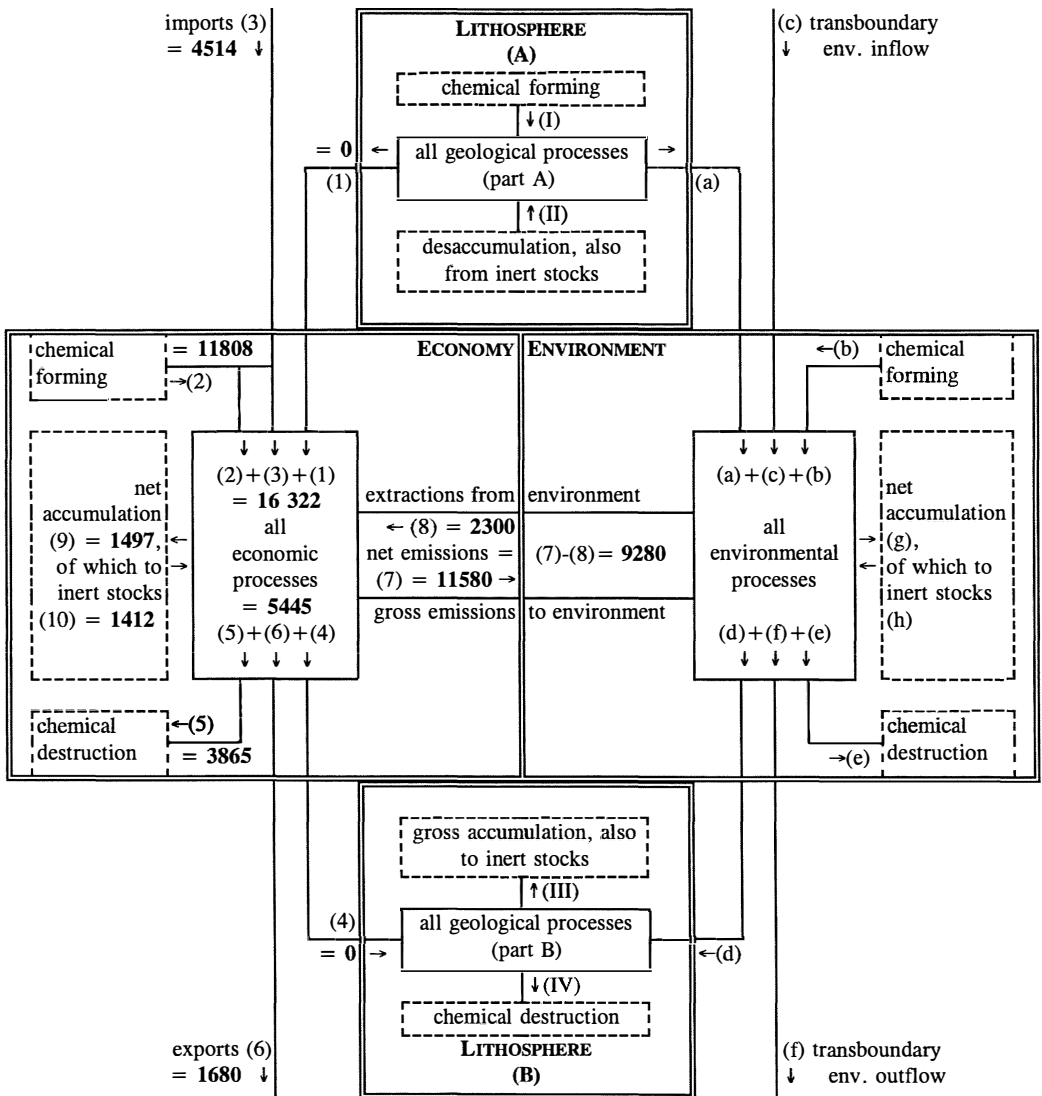 imports (3)
= 4514 ↓
LITHOSPHERE
(A)
(c) transboundary
↓ env. inflow
chemical forming
↓(I)
= 0 ←
all geological processes
(part A)
→
(1)
(a)
↑(II)
desaccumulation, also
from inert stocks
chemical
forming
= 11808
→(2)
ECONOMY
ENVIRONMENT
←(b)
chemical
forming
↓ ↓ ↓
(2)+(3)+(1)
= 16 322
all
economic
processes
= 5445
(5)+(6)+(4)
↓ ↓ ↓
net
accumulation
(9) = 1497, ←
of which to →
inert stocks
(10) = 1412
extractions from environment
← (8) = 2300
net emissions =
(7)-(8)= 9280
(7) = 11580 →
gross emissions to environment
↓ ↓ ↓
(a)+(c)+(b)
all
environmental
processes
(d)+(f)+(e)
↓ ↓ ↓
net
accumulation
→ (g),
← of which to
inert stocks
(h)
chemical
destruction
←(5)
= 3865
chemical
destruction
→(e)
gross accumulation, also
to inert stocks
↑(III)
(4)
= 0 →
all geological processes
(part B)
←(d)
↓(IV)
chemical destruction
LITHOSPHERE
(B)
exports (6)
= 1680 ↓
(f) transboundary
↓ env. outflow